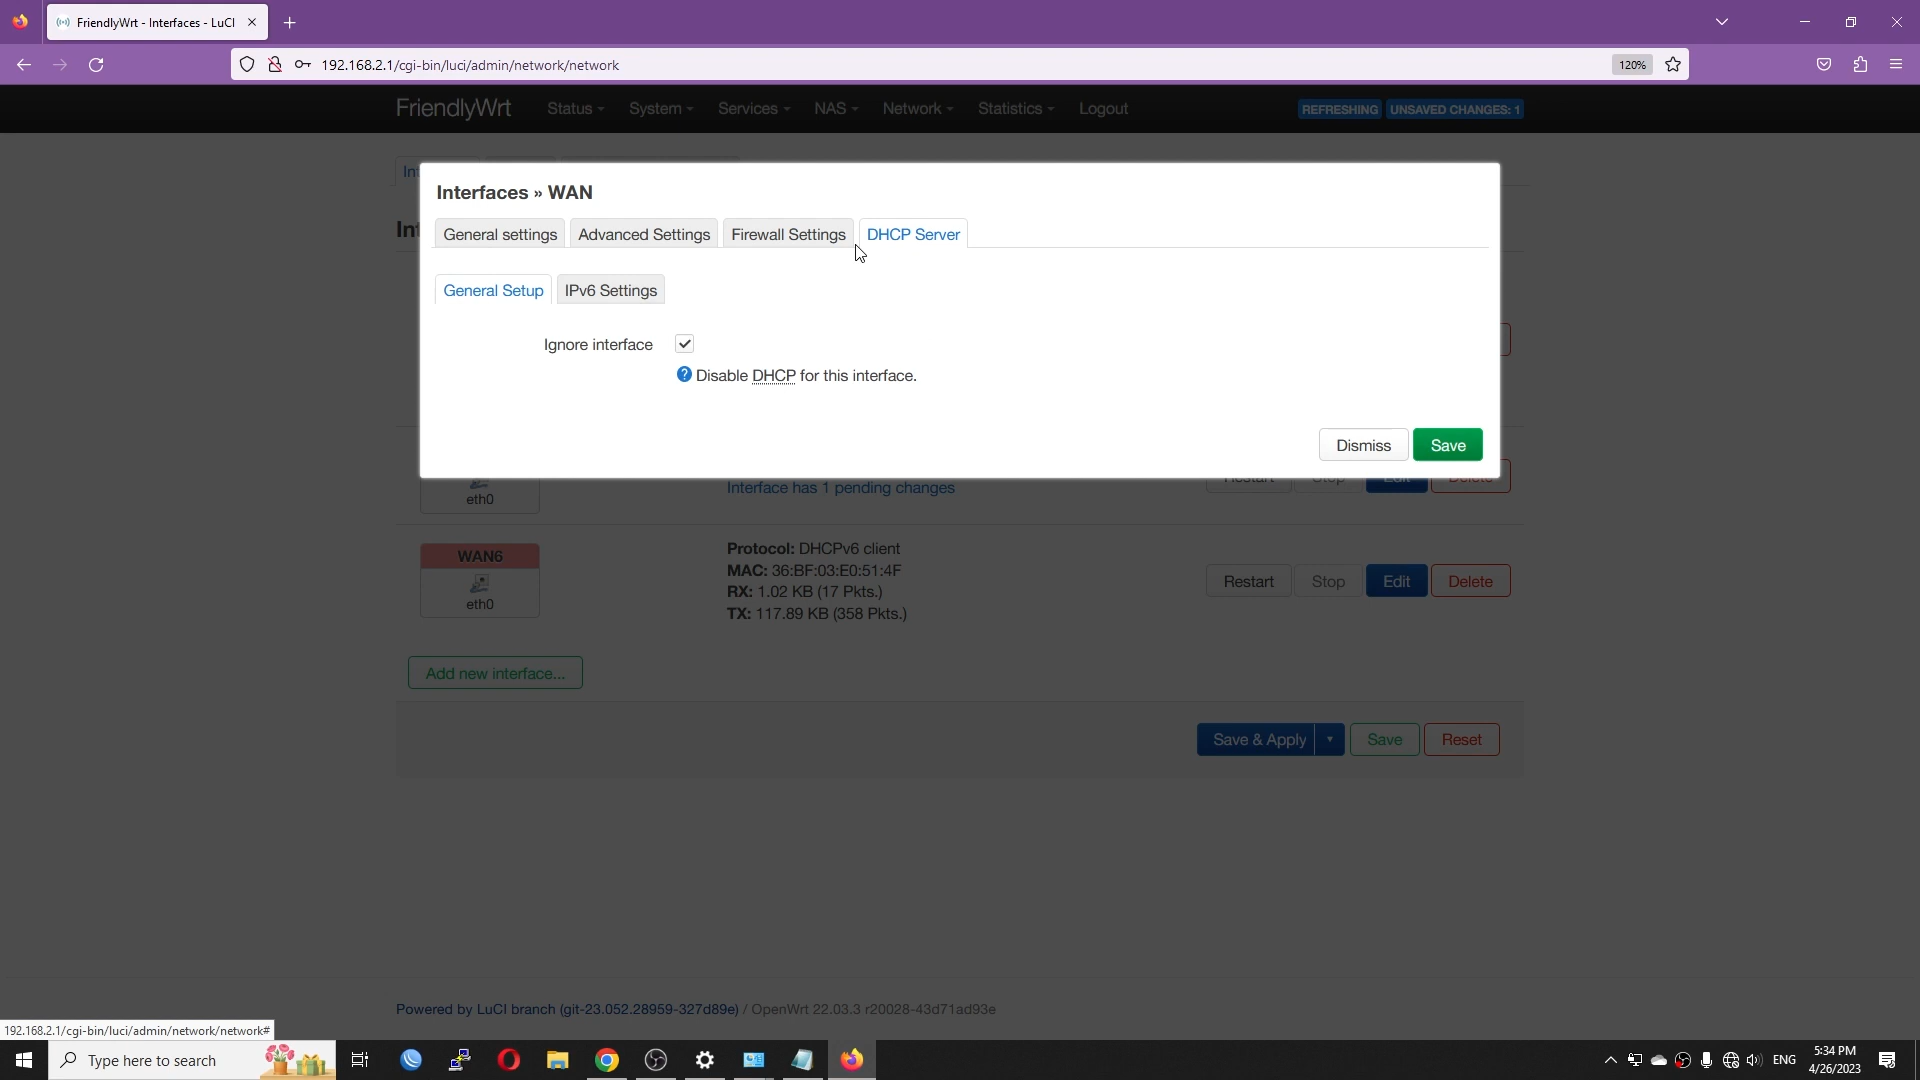 FriendlyWrt - Interfaces - LuCI
192.168.2.1/cgi-bin/luci/admin/network/network
120%
FriendlyWrt Status System Services NAS Network Statistics Logout REFRESHING UNSAVED CHANGES: 1
Int
Int
Interfaces » WAN
General settings Advanced Settings Firewall Settings DHCP Server
General Setup IPv6 Settings
Ignore interface
Disable DHCP for this interface.
Dismiss Save
Interface has 1 pending changes
Restart Stop Edit Delete
eth0
WAN6
eth0
Protocol: DHCPv6 client
MAC: 36:BF:03:E0:51:4F
RX: 1.02 KB (17 Pkts.)
TX: 117.89 KB (358 Pkts.)
Restart Stop Edit Delete
Add new interface...
Save & Apply Save Reset
Powered by LuCI branch (git-23.052.28959-327d89e) / OpenWrt 22.03.3 r20028-43d71ad93e
192.168.2.1/cgi-bin/luci/admin/network/network#
Type here to search
ENG
5:34 PM
4/26/2023